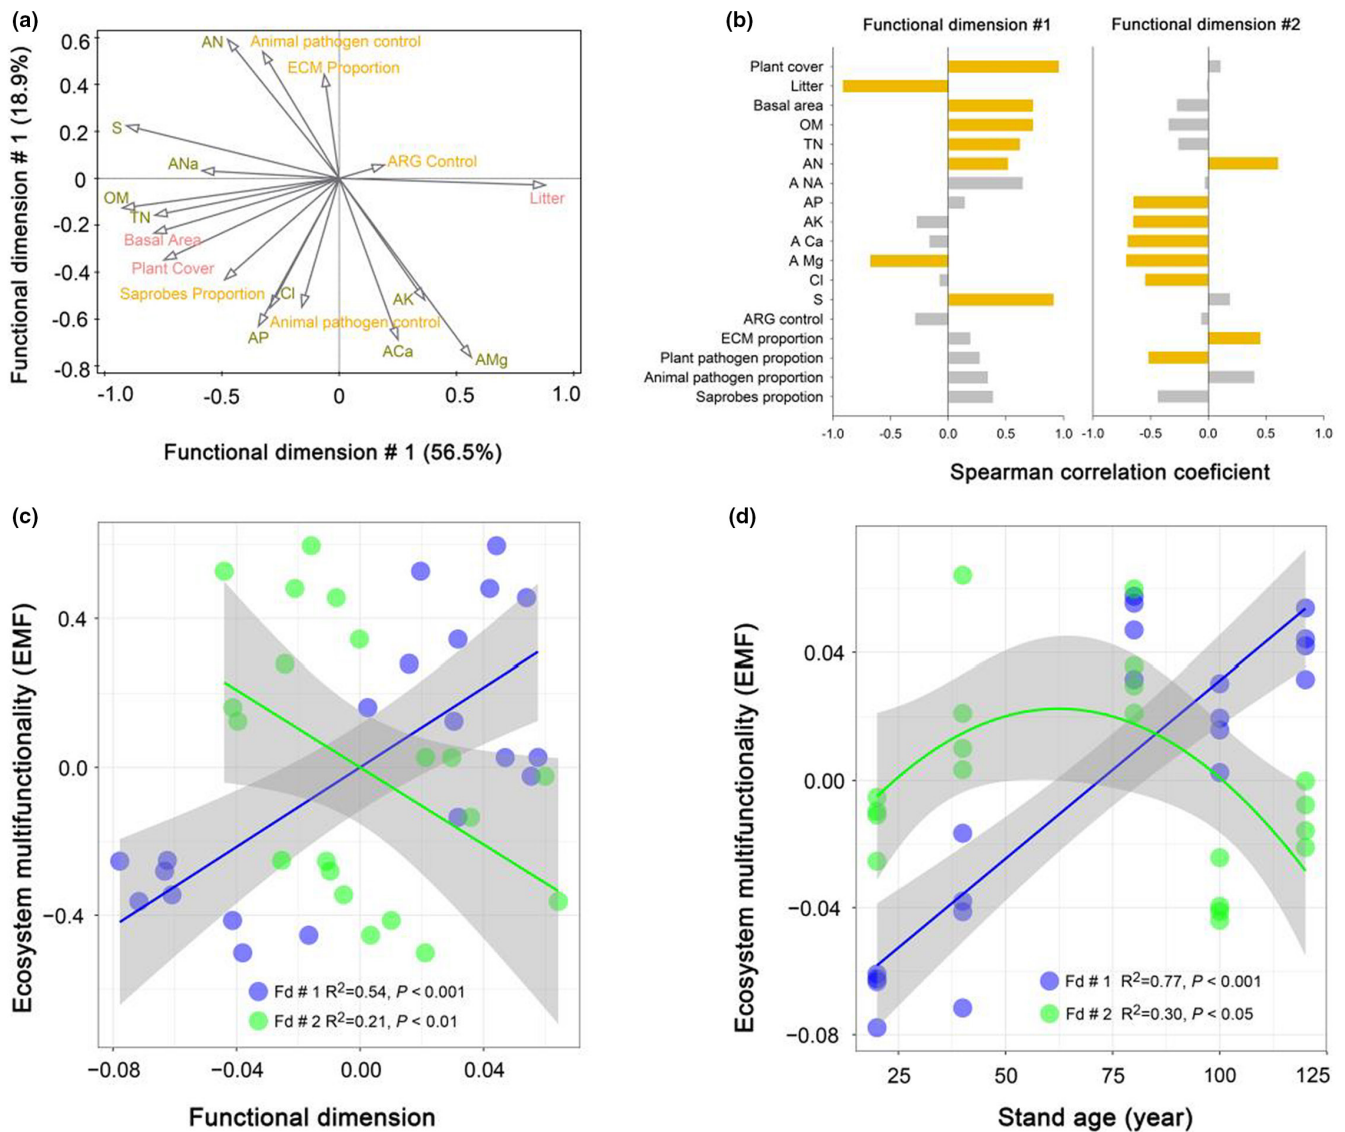 (a)
Functional dimension # 1 (18.9%)
0.6
0.4
0.2
0
-0.2
-0.4
-0.6
-0.8
AN
Animal pathogen control
ECM Proportion
S
ANa
ARG Control
OM
TN
Litter
Basal Area
Plant Cover
Saprobes Proportion
CI
AK
Animal pathogen control
AP
ACa
AMg
-1.0 -0.5 0 0.5 1.0
Functional dimension # 1 (56.5%)
(b)
Functional dimension #1 Functional dimension #2
Plant cover
Litter
Basal area
OM
TN
AN
A NA
AP
AK
A Ca
A Mg
CI
S
ARG control
ECM proportion
Plant pathogen propotion
Animal pathogen proportion
Saprobes propotion
-1.0 -0.5 0.0 0.5 1.0 -1.0 -0.5 0.0 0.5 1.0
Spearman correlation coeficient
(c)
Ecosystem multifunctionality (EMF)
0.4
0.0
−0.4
Fd # 1 R2=0.54, P < 0.001
Fd # 2 R2=0.21, P < 0.01
−0.08 −0.04 0.00 0.04
Functional dimension
(d)
Ecosystem multifunctionality (EMF)
0.04
0.00
−0.04
−0.08
Fd # 1 R2=0.77, P < 0.001
Fd # 2 R2=0.30, P < 0.05
25 50 75 100 125
Stand age (year)